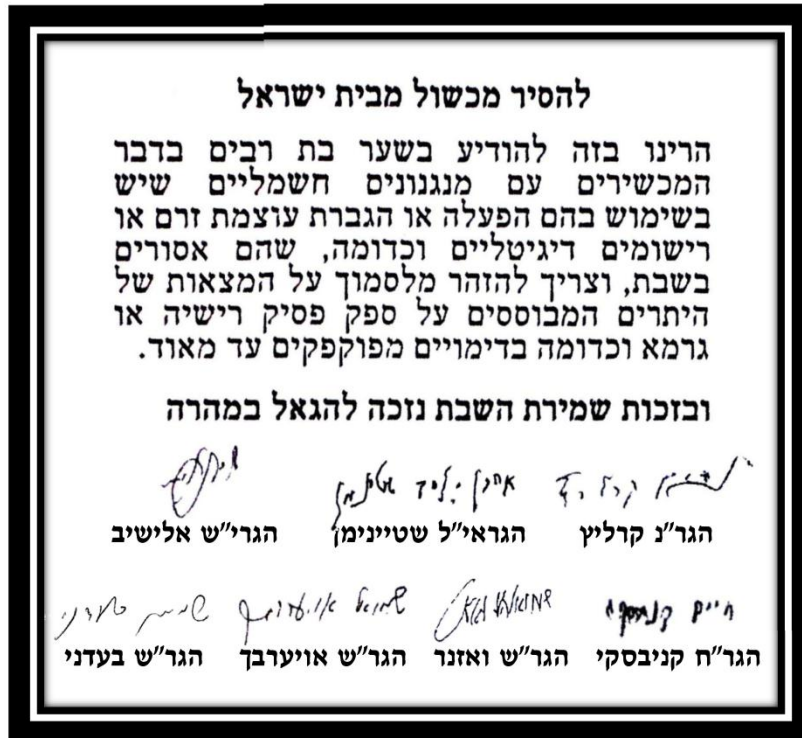 להסיר מכשול מבית ישראל
הרינו בזה להודיע בשער בת רבים בדבר
המכשירים עם מנגנונים חשמליים שיש
בשימוש בהם הפעלה או הגברת עוצמת זרם או
רישומים דיגיטליים וכדומה, שהם אסורים
בשבת, וצריך להזהר מלסמוך על המצאות של
היתרים המבוססים על ספק פסיק רישיה או
גרמא וכדומה בדימויים מפוקפקים עד מאוד.
ובזכות שמירת השבת נזכה להגאל במהרה
הגר"נ קרליץ הגראי"ל שטיינימן הגרי"ש אלישיב
חיים קניבסקי
הגר"ח קניבסקי הגר"ש ואזנר הגר"ש אויערבך הגר"ש בעדני